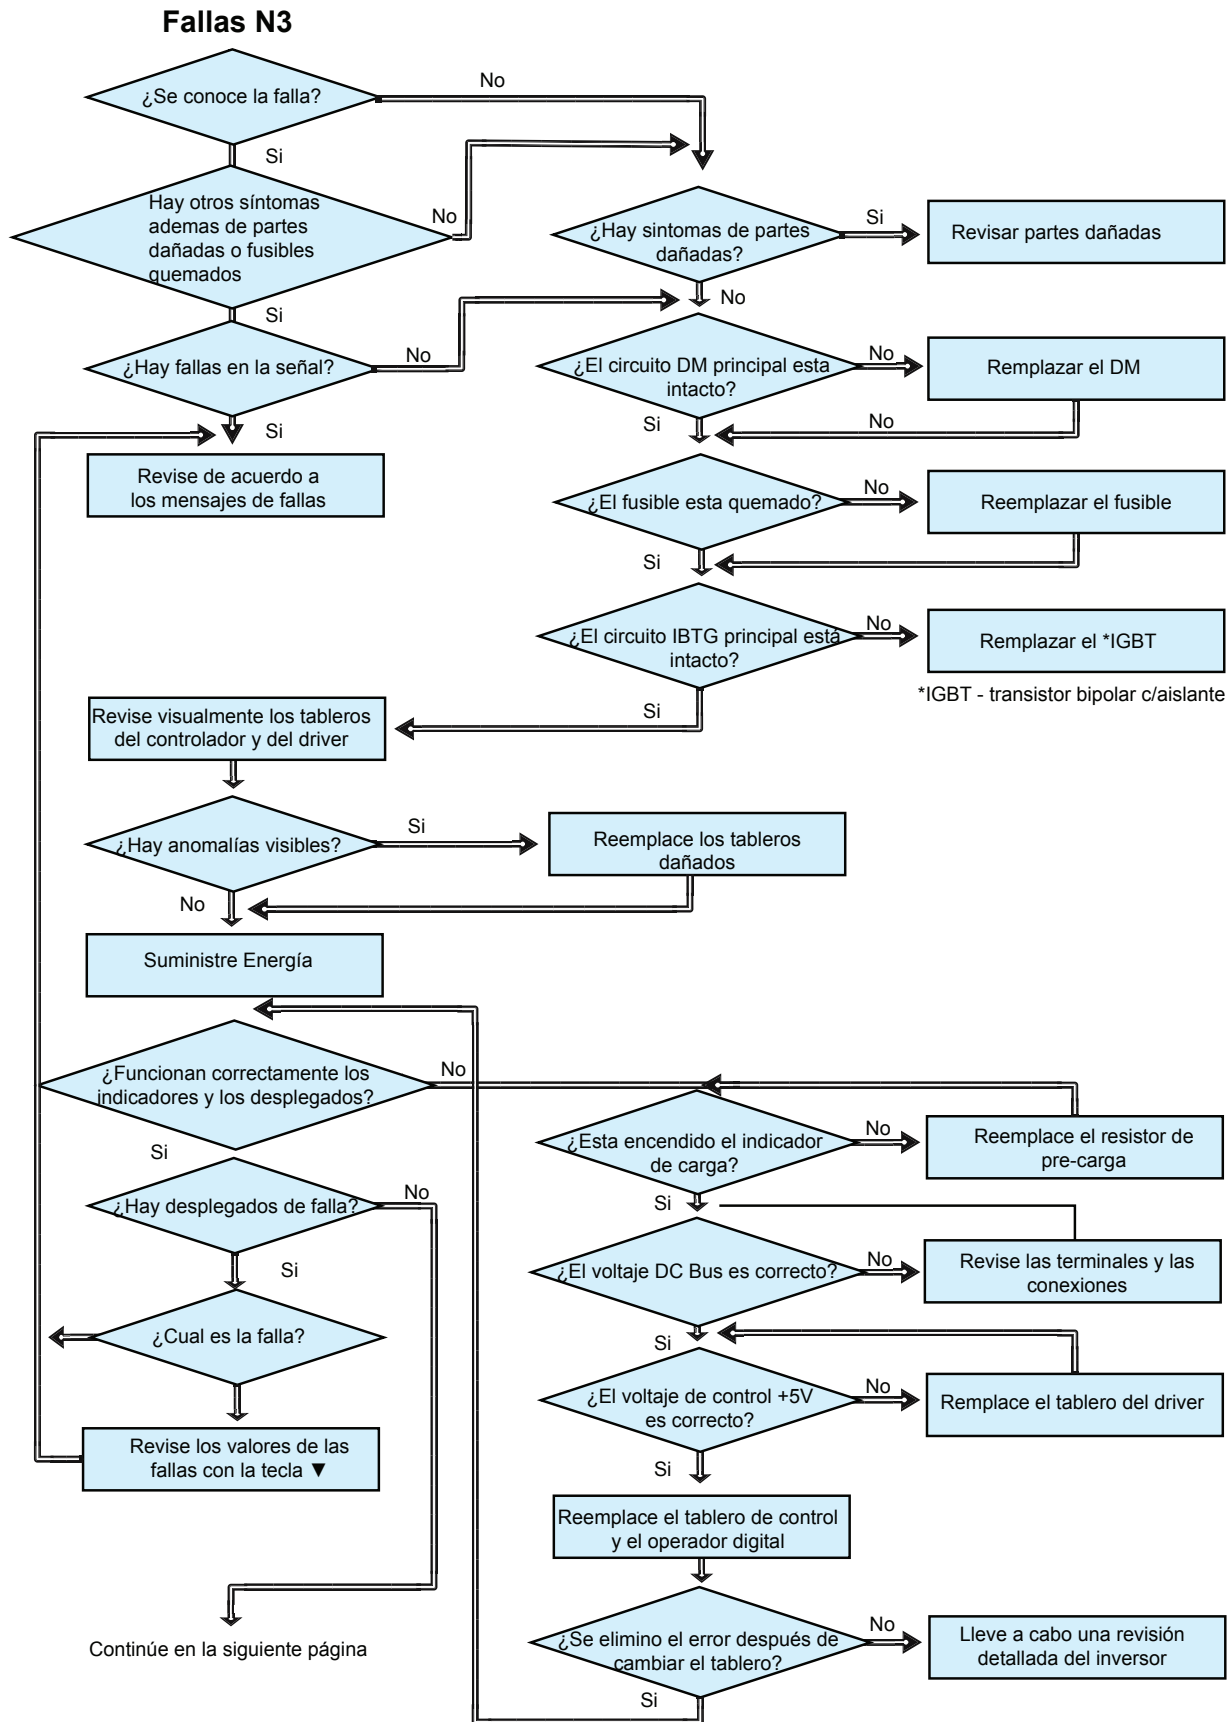 Fallas N3
¿Se conoce la falla?
No
Si
Hay otros síntomas
ademas de partes
dañadas o fusibles
quemados
No
Si
¿Hay fallas en la señal?
No
Si
Revise de acuerdo a
los mensajes de fallas
¿Hay sintomas de partes
dañadas?
Si
Revisar partes dañadas
No
¿El circuito DM principal esta
intacto?
No
Remplazar el DM
Si
No
¿El fusible esta quemado?
No
Reemplazar el fusible
Si
¿El circuito IBTG principal está
intacto?
No
Remplazar el *IGBT
*IGBT - transistor bipolar c/aislante
Si
Revise visualmente los tableros
del controlador y del driver
¿Hay anomalías visibles?
Si
Reemplace los tableros
dañados
No
Suministre Energía
¿Funcionan correctamente los
indicadores y los desplegados?
No
Si
¿Hay desplegados de falla?
No
Si
¿Cual es la falla?
Revise los valores de las
fallas con la tecla ▼
Continúe en la siguiente página
¿Esta encendido el indicador
de carga?
No
Reemplace el resistor de
pre-carga
Si
¿El voltaje DC Bus es correcto?
No
Revise las terminales y las
conexiones
Si
¿El voltaje de control +5V
es correcto?
No
Remplace el tablero del driver
Si
Reemplace el tablero de control
y el operador digital
¿Se elimino el error después de
cambiar el tablero?
No
Lleve a cabo una revisión
detallada del inversor
Si